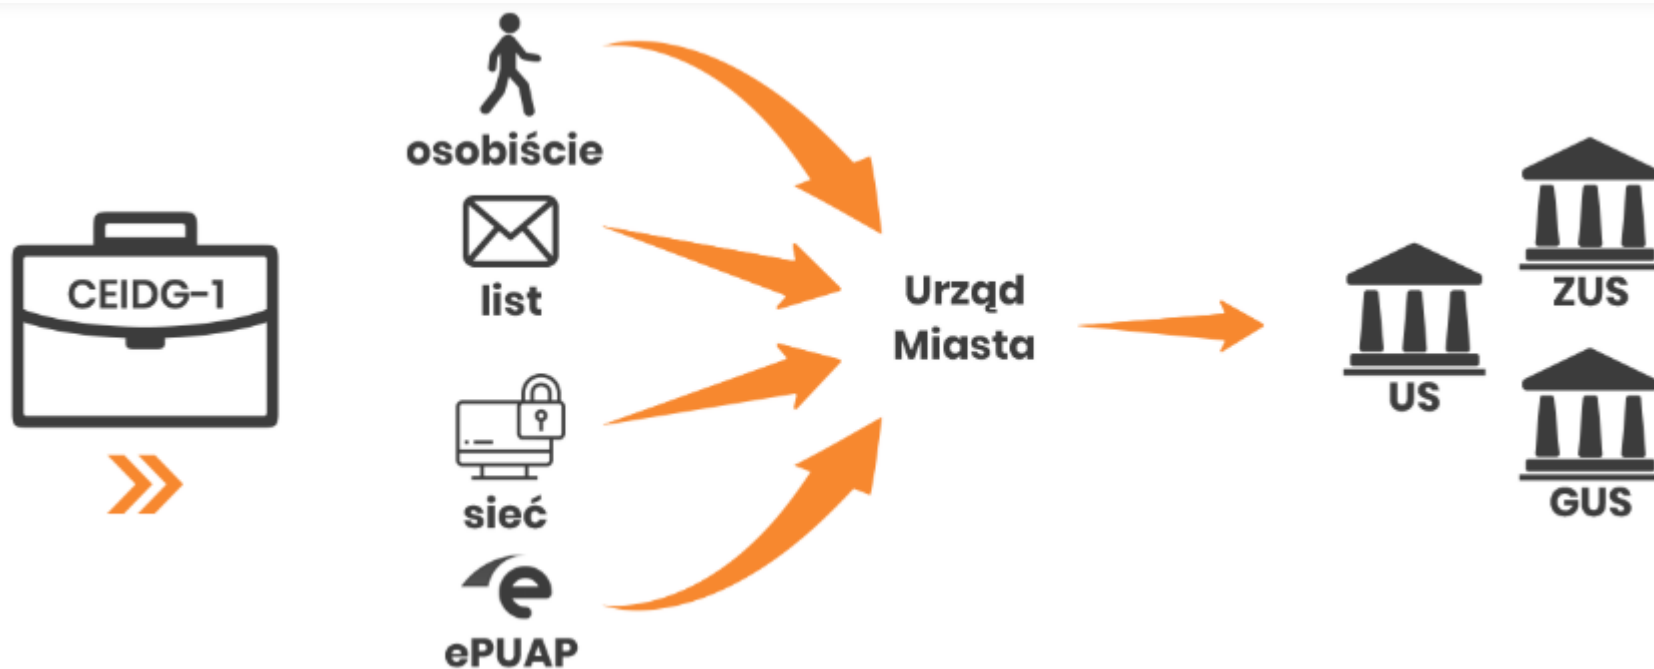 CEIDG-1
osobiście
list
sieć
ePUAP
Urząd
Miasta
US
ZUS
GUS